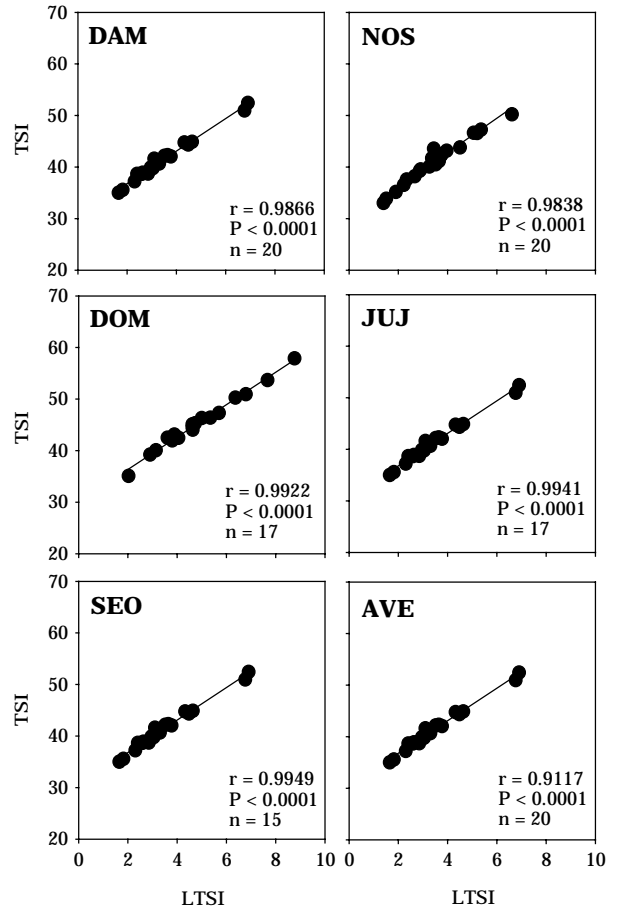 70
60
50
40
30
20
TSI
DAM
r = 0.9866
P < 0.0001
n = 20
NOS
r = 0.9838
P < 0.0001
n = 20
70
60
50
40
30
20
TSI
DOM
r = 0.9922
P < 0.0001
n = 17
JUJ
r = 0.9941
P < 0.0001
n = 17
70
60
50
40
30
20
TSI
SEO
r = 0.9949
P < 0.0001
n = 15
AVE
r = 0.9117
P < 0.0001
n = 20
0 2 4 6 8 10
0 2 4 6 8 10
LTSI
LTSI